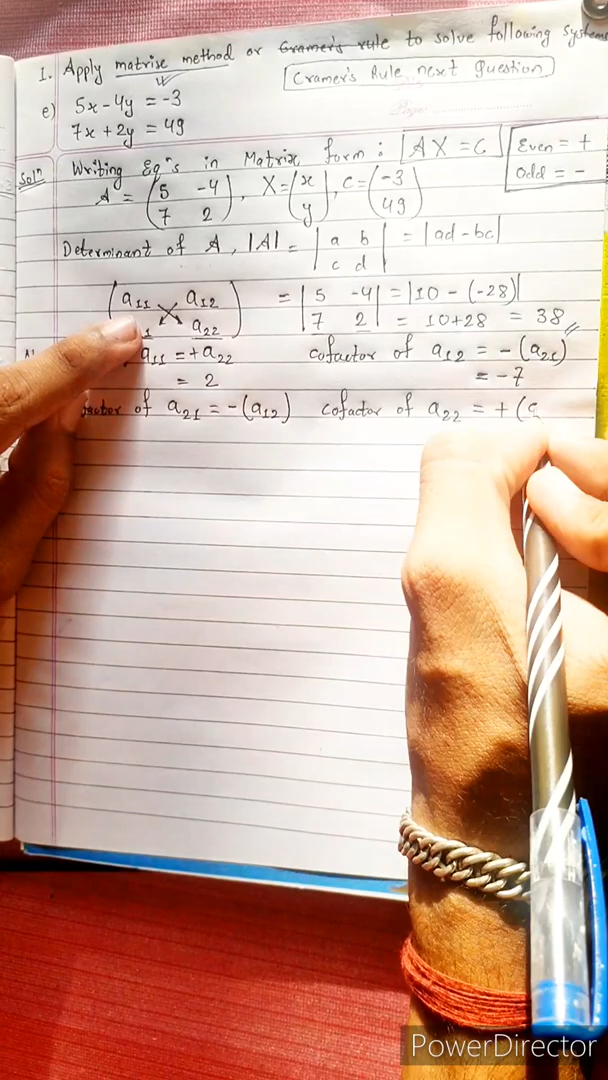 1. Apply matrix method or Cramer's rule to solve following systems
Cramer's Rule next question
e) 5x - 4y = -3
7x + 2y = 49
Solⁿ Writing Eqⁿs in Matrix form: AX = C
Even = +
Odd = -
A = (5 -4 7 2), X = (x y), C = (-3 49)
Determinant of A, |A| = |a b c d| = |ad - bc|
(a11 a12 a22) = |5 -4 7 2| = |10 - (-28)|
= 10+28 = 38
a11 = +a22 cofactor of a12 = -(a21)
= 2 = -7
of a21 = -(a12) cofactor of a22 = + (
PowerDirector